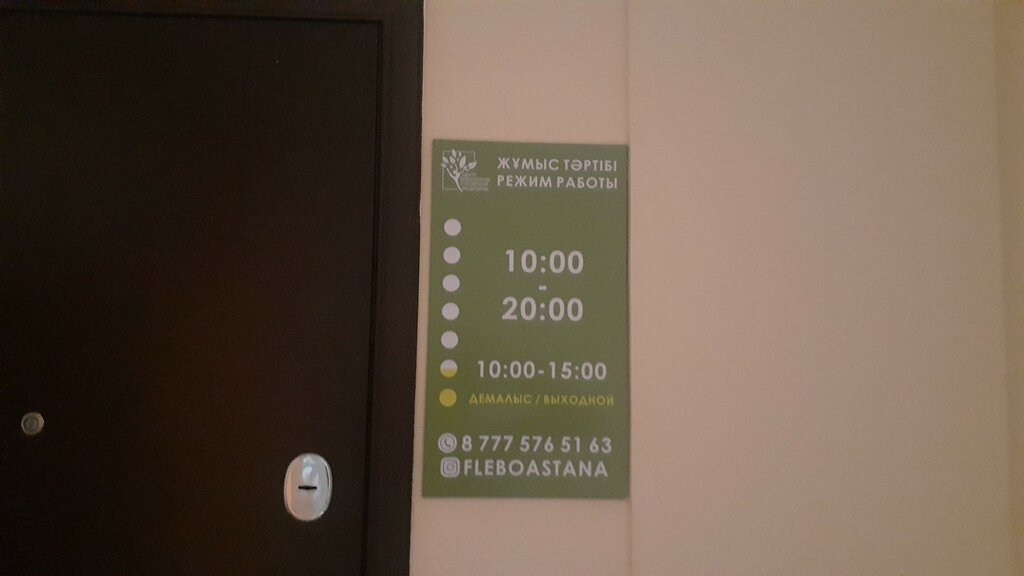 ЖҰМЫС ТӘРТІБІ
РЕЖИМ РАБОТЫ
10:00
-
20:00
10:00-15:00
ДЕМАЛЫС / ВЫХОДНОЙ
8 777 576 51 63
FLEBOASTANA